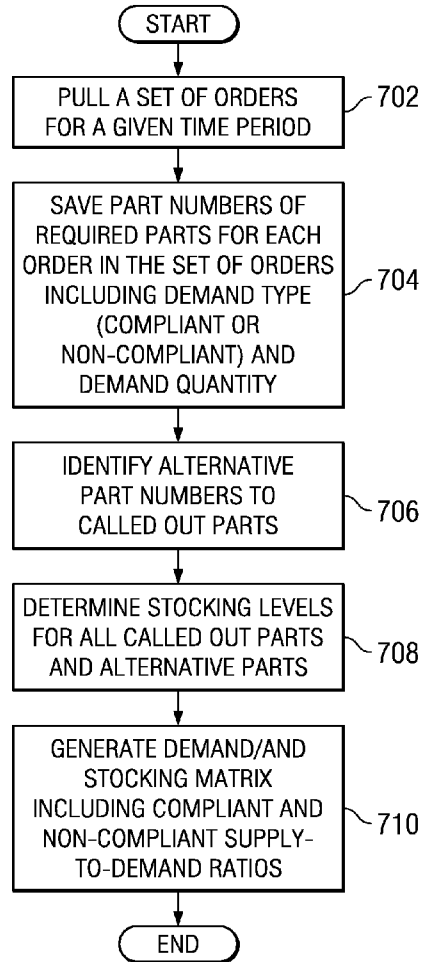 START
PULL A SET OF ORDERS
FOR A GIVEN TIME PERIOD
702
SAVE PART NUMBERS OF
REQUIRED PARTS FOR EACH
ORDER IN THE SET OF ORDERS
INCLUDING DEMAND TYPE
(COMPLIANT OR
NON-COMPLIANT) AND
DEMAND QUANTITY
704
IDENTIFY ALTERNATIVE
PART NUMBERS TO
CALLED OUT PARTS
706
DETERMINE STOCKING LEVELS
FOR ALL CALLED OUT PARTS
AND ALTERNATIVE PARTS
708
GENERATE DEMAND/AND
STOCKING MATRIX
INCLUDING COMPLIANT AND
NON-COMPLIANT SUPPLY-
TO-DEMAND RATIOS
710
END